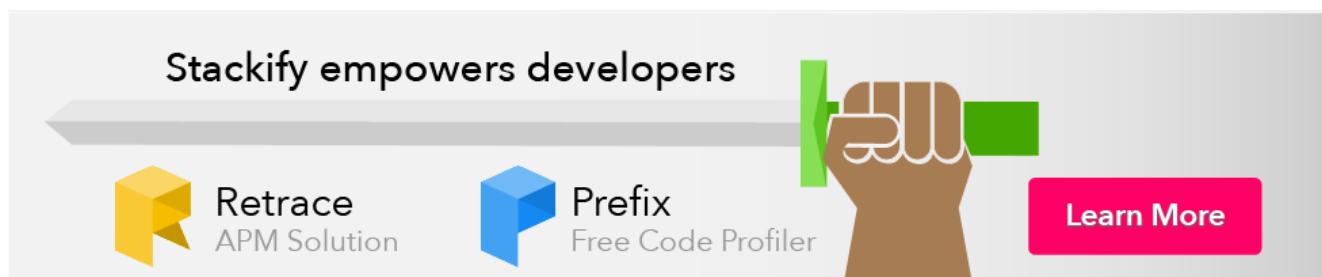 Stackify empowers developers
Retrace
APM Solution
Prefix
Free Code Profiler
Learn More